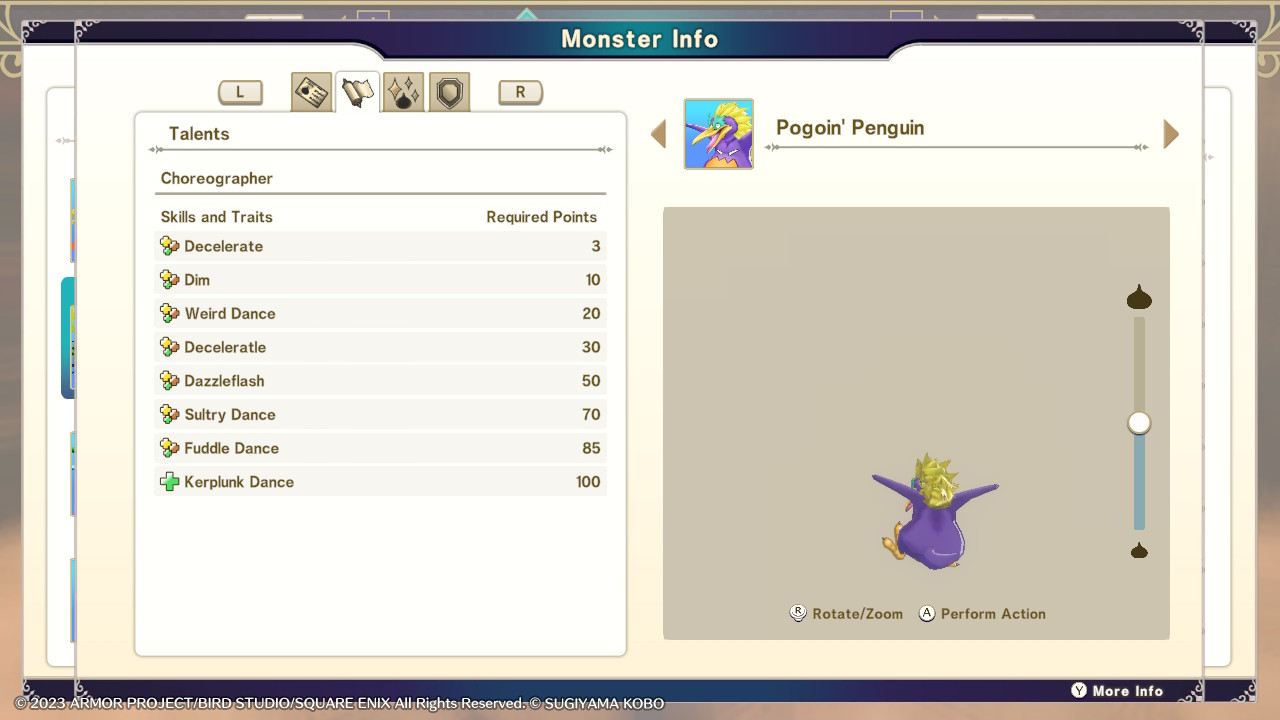 Monster Info
L
R
Talents
Choreographer
Skills and Traits Required Points
Decelerate 3
Dim 10
Weird Dance 20
Deceleratle 30
Dazzleflash 50
Sultry Dance 70
Fuddle Dance 85
Kerplunk Dance 100
Pogoin' Penguin
R Rotate/Zoom A Perform Action
Y More Info
© 2023 ARMOR PROJECT/BIRD STUDIO/SQUARE ENIX All Rights Reserved. © SUGIYAMA KOBO